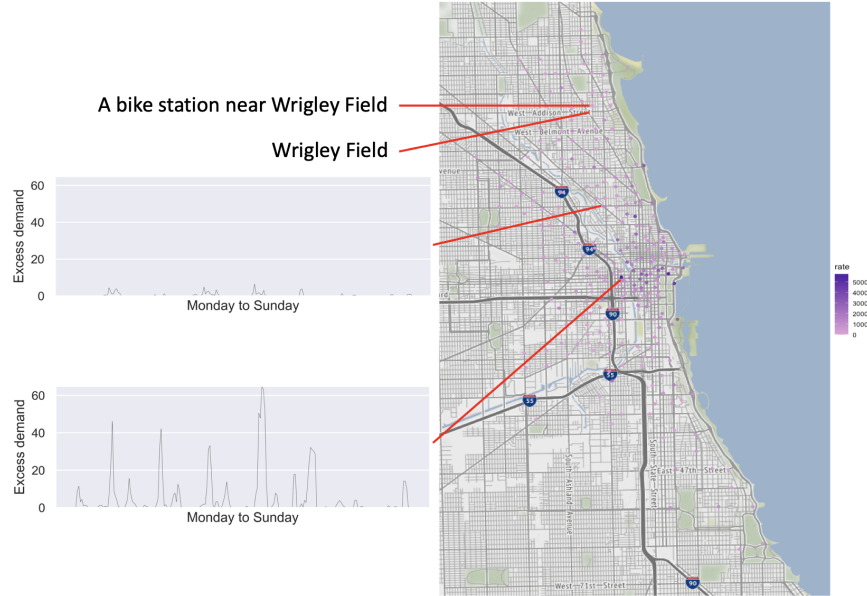 A bike station near Wrigley Field
Wrigley Field
60
40
20
0
Excess demand
Monday to Sunday
60
40
20
0
Excess demand
Monday to Sunday
West Addison Street
West Belmont Avenue
venue
94
94
90
55
55
South Ashland Avenue
South State Street
East 47th Street
West 71st Street
90
rate
5000
4000
3000
2000
1000
0